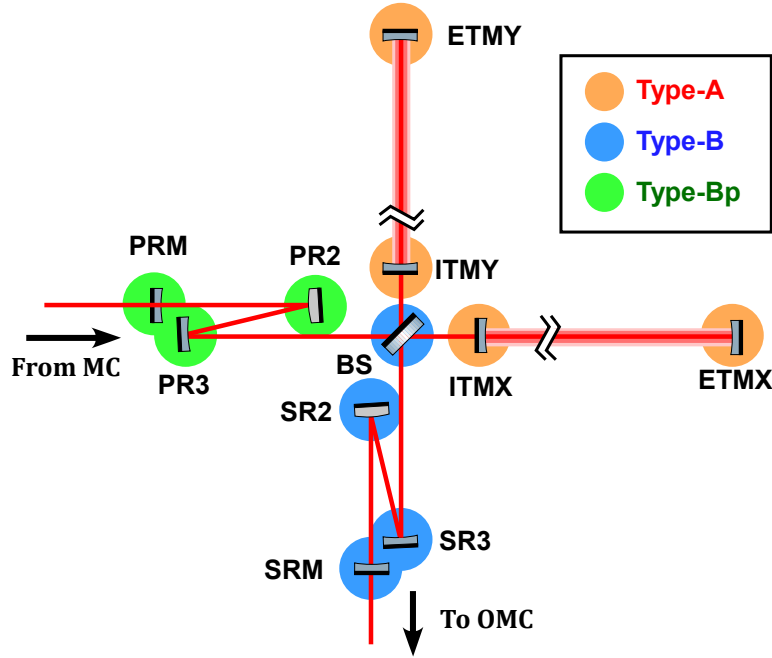 ETMY
Type-A
Type-B
Type-Bp
PRM
PR2
ITMY
From MC
PR3
BS
ITMX
ETMX
SR2
SR3
SRM
To OMC